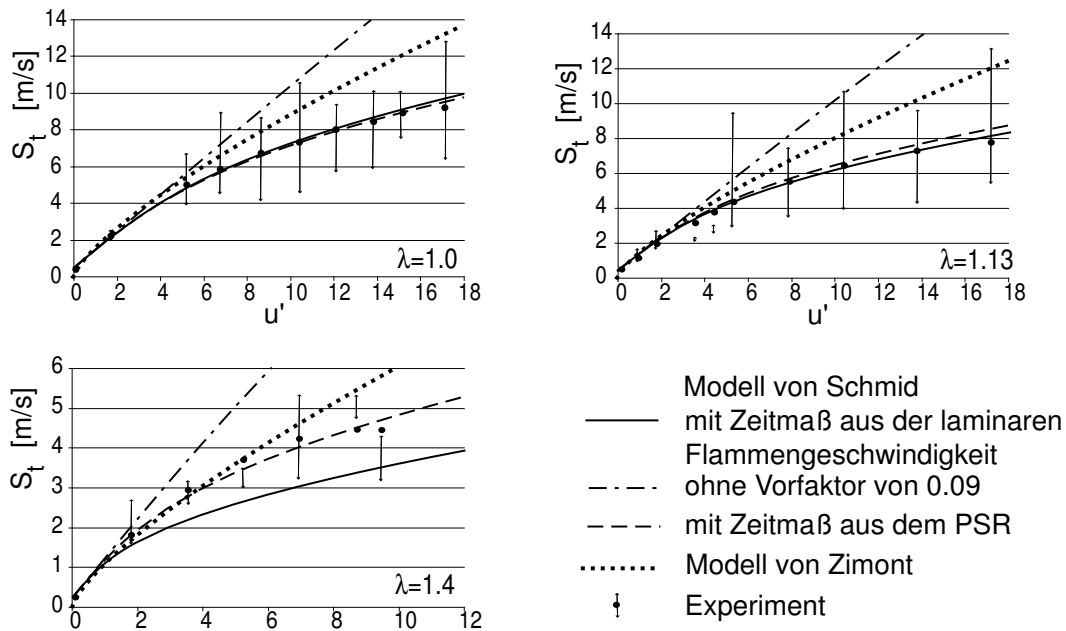 14
12
10
8
6
4
2
0
S_t [m/s]
λ=1.0
0 2 4 6 8 10 12 14 16 18
u'
14
12
10
8
6
4
2
0
S_t [m/s]
λ=1.13
0 2 4 6 8 10 12 14 16 18
u'
6
5
4
3
2
1
0
S_t [m/s]
λ=1.4
0 2 4 6 8 10 12
Modell von Schmid
mit Zeitmaß aus der laminaren
Flammengeschwindigkeit
ohne Vorfaktor von 0.09
mit Zeitmaß aus dem PSR
Modell von Zimont
Experiment